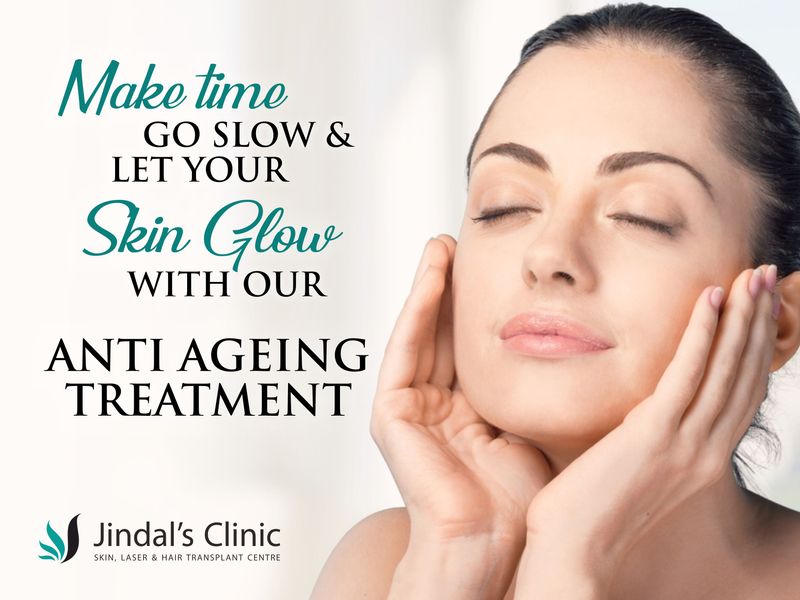 Make time
GO SLOW &
LET YOUR
Skin Glow
WITH OUR
ANTI AGEING
TREATMENT
Jindal's Clinic
SKIN, LASER & HAIR TRANSPLANT CENTRE